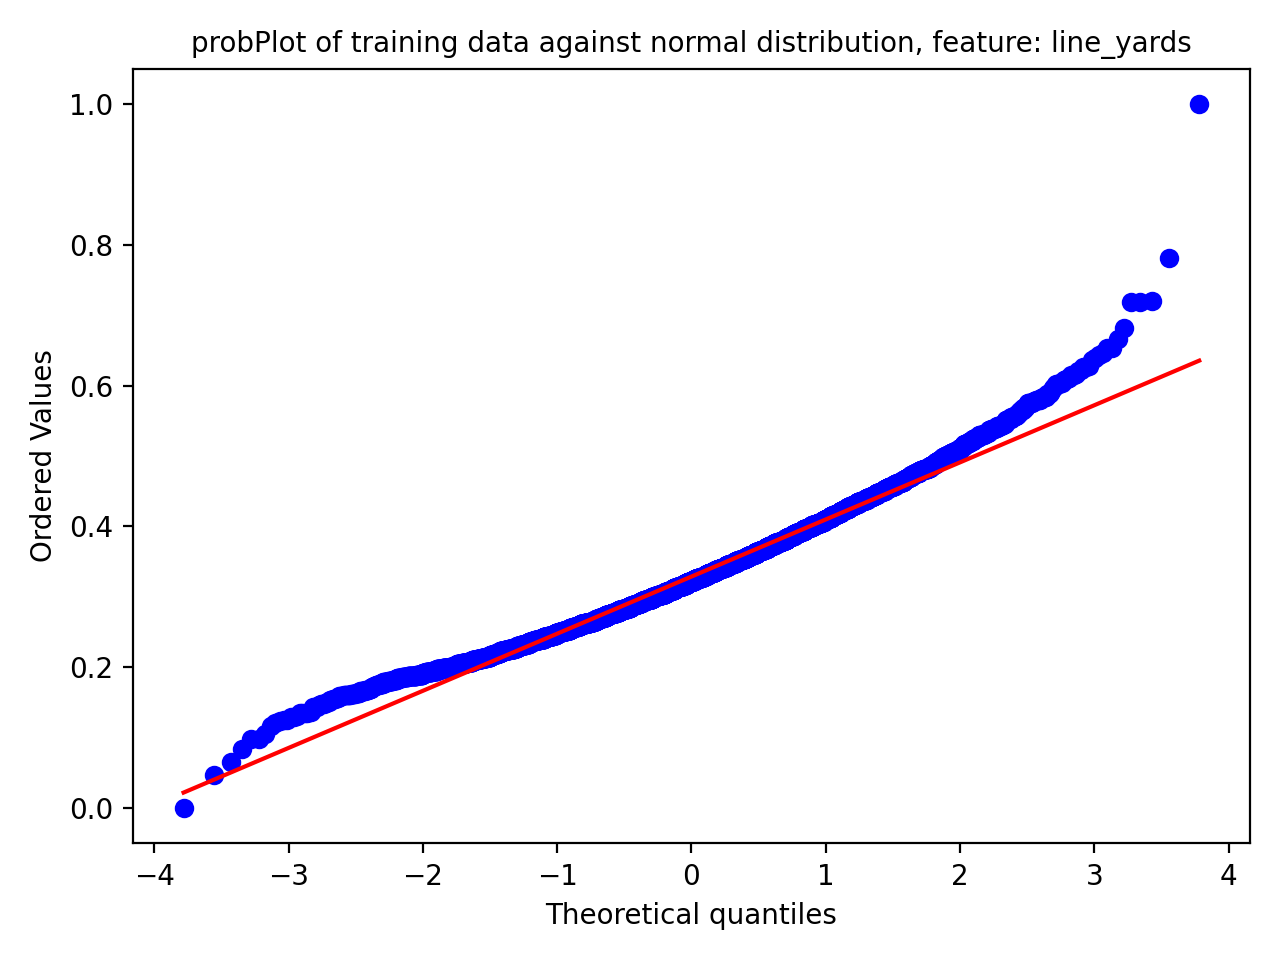 probPlot of training data against normal distribution, feature: line_yards
1.0
0.8
0.6
0.4
0.2
0.0
Ordered Values
−4 −3 −2 −1 0 1 2 3 4
Theoretical quantiles